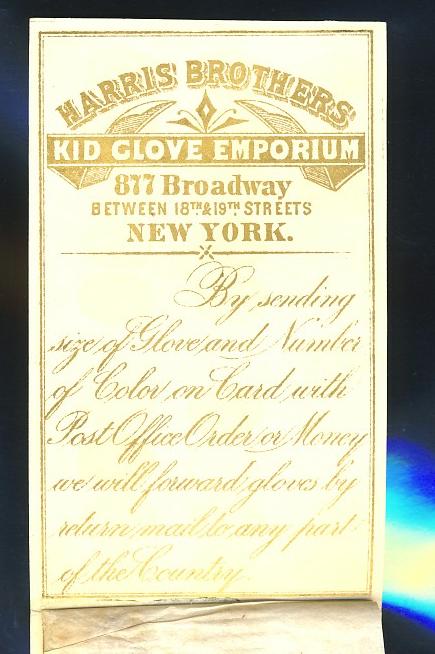 HARRIS BROTHERS
KID GLOVE EMPORIUM
877 Broadway
BETWEEN 18TH & 19TH STREETS
NEW YORK.
By sending
size of Glove and Number
of Color on Card with
Post Office Order or Money
we will forward gloves by
return mail to any part
of the Country.